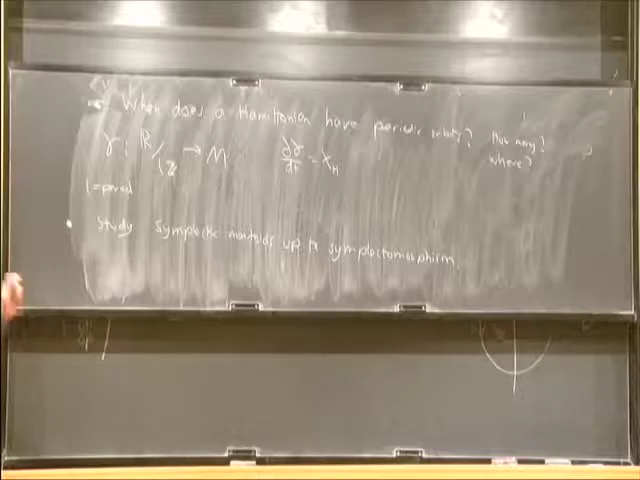 When does a Hamiltonian have periodic orbits? How many?
where?
γ : ℝ/lℤ → M dγ/dt = X_H
l = period
• Study symplectic manifolds up to symplectomorphism.